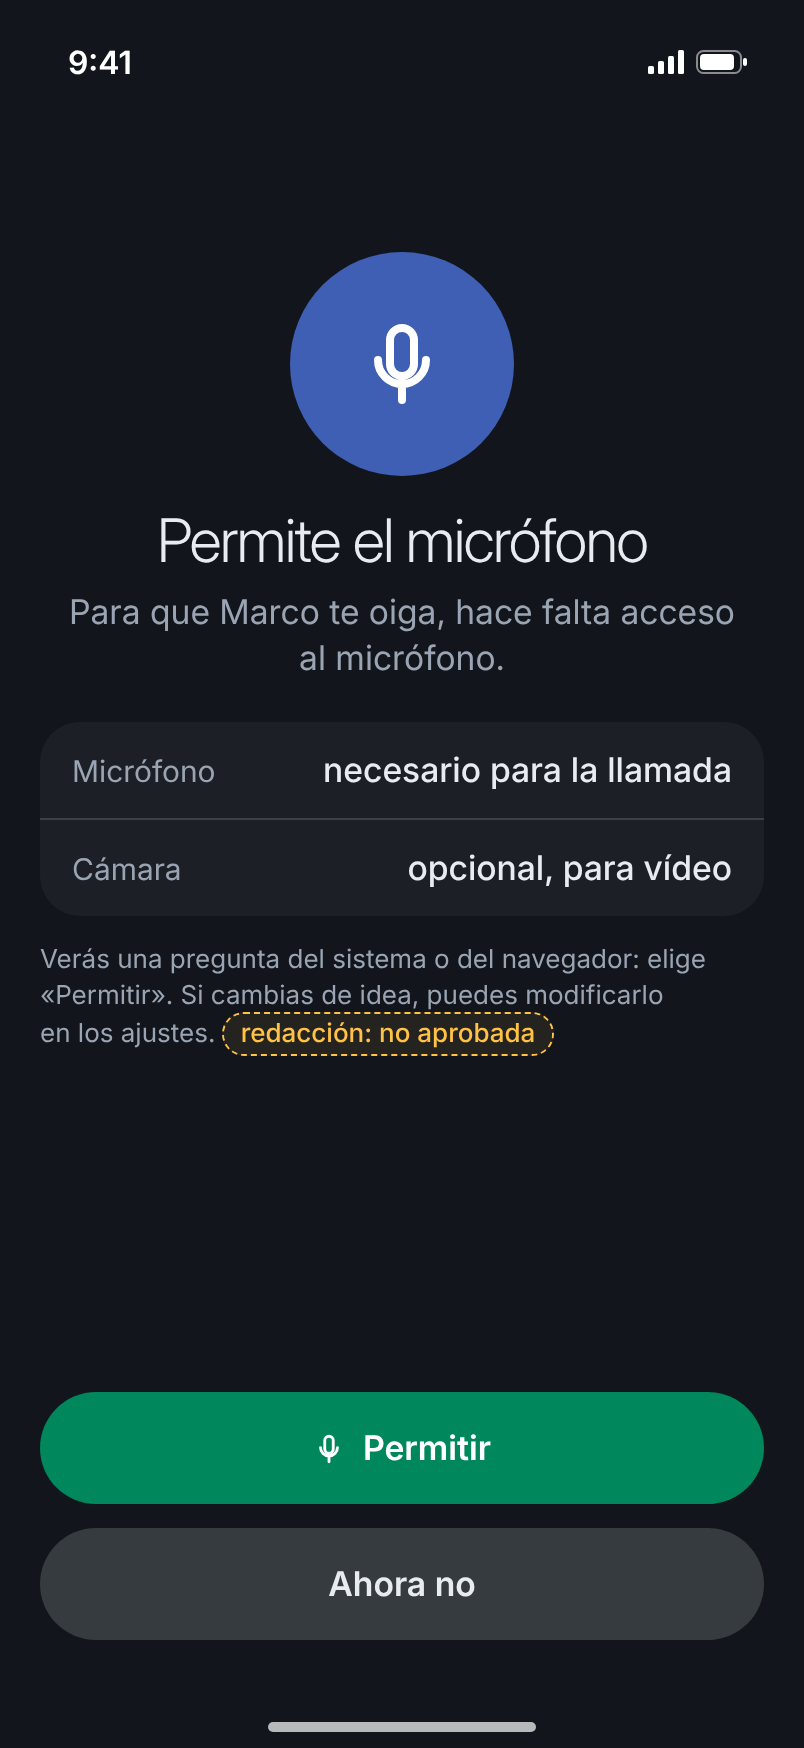 9:41
Permite el micrófono
Para que Marco te oiga, hace falta acceso
al micrófono.
Micrófono necesario para la llamada
Cámara opcional, para vídeo
Verás una pregunta del sistema o del navegador: elige
«Permitir». Si cambias de idea, puedes modificarlo
en los ajustes. redacción: no aprobada
Permitir
Ahora no